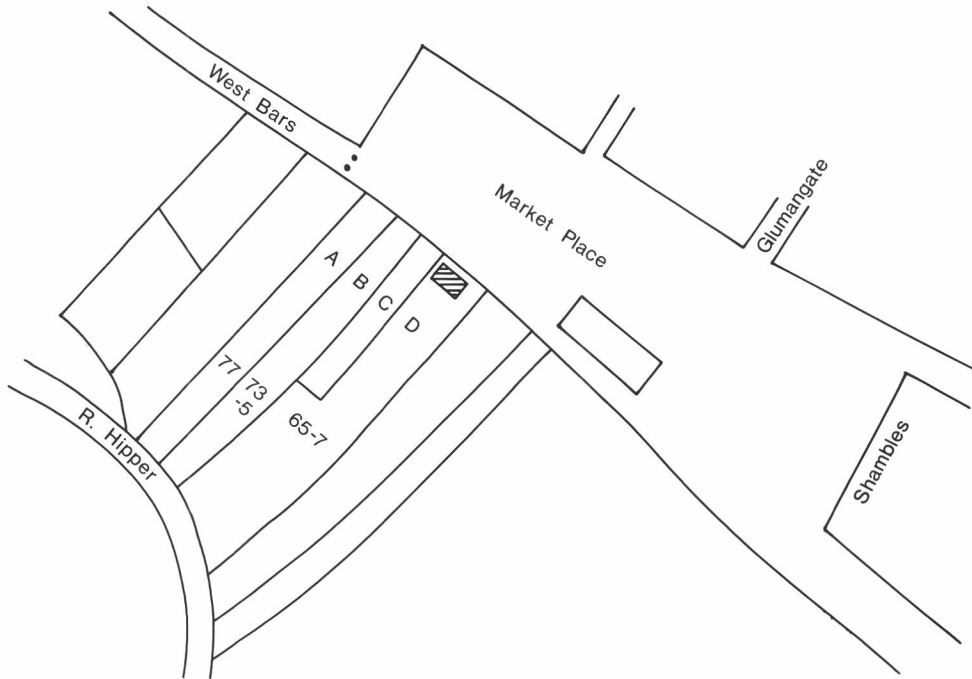 West Bars
Glumangate
Market Place
A
B
C
D
77
73
-5
65-7
R. Hipper
Shambles